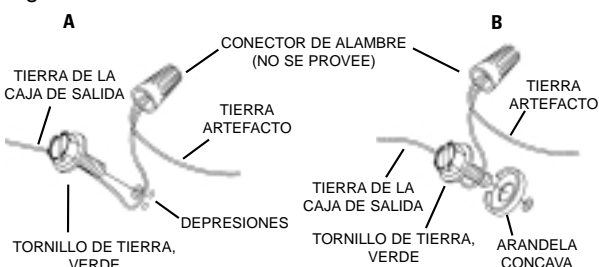 A
B
CONECTOR DE ALAMBRE
(NO SE PROVEE)
TIERRA DE LA
CAJA DE SALIDA
TIERRA
ARTEFACTO
TIERRA
ARTEFACTO
DEPRESIONES
TIERRA DE LA
CAJA DE SALIDA
TORNILLO DE TIERRA,
VERDE
TORNILLO DE TIERRA,
VERDE
ARANDELA
CONCAVA